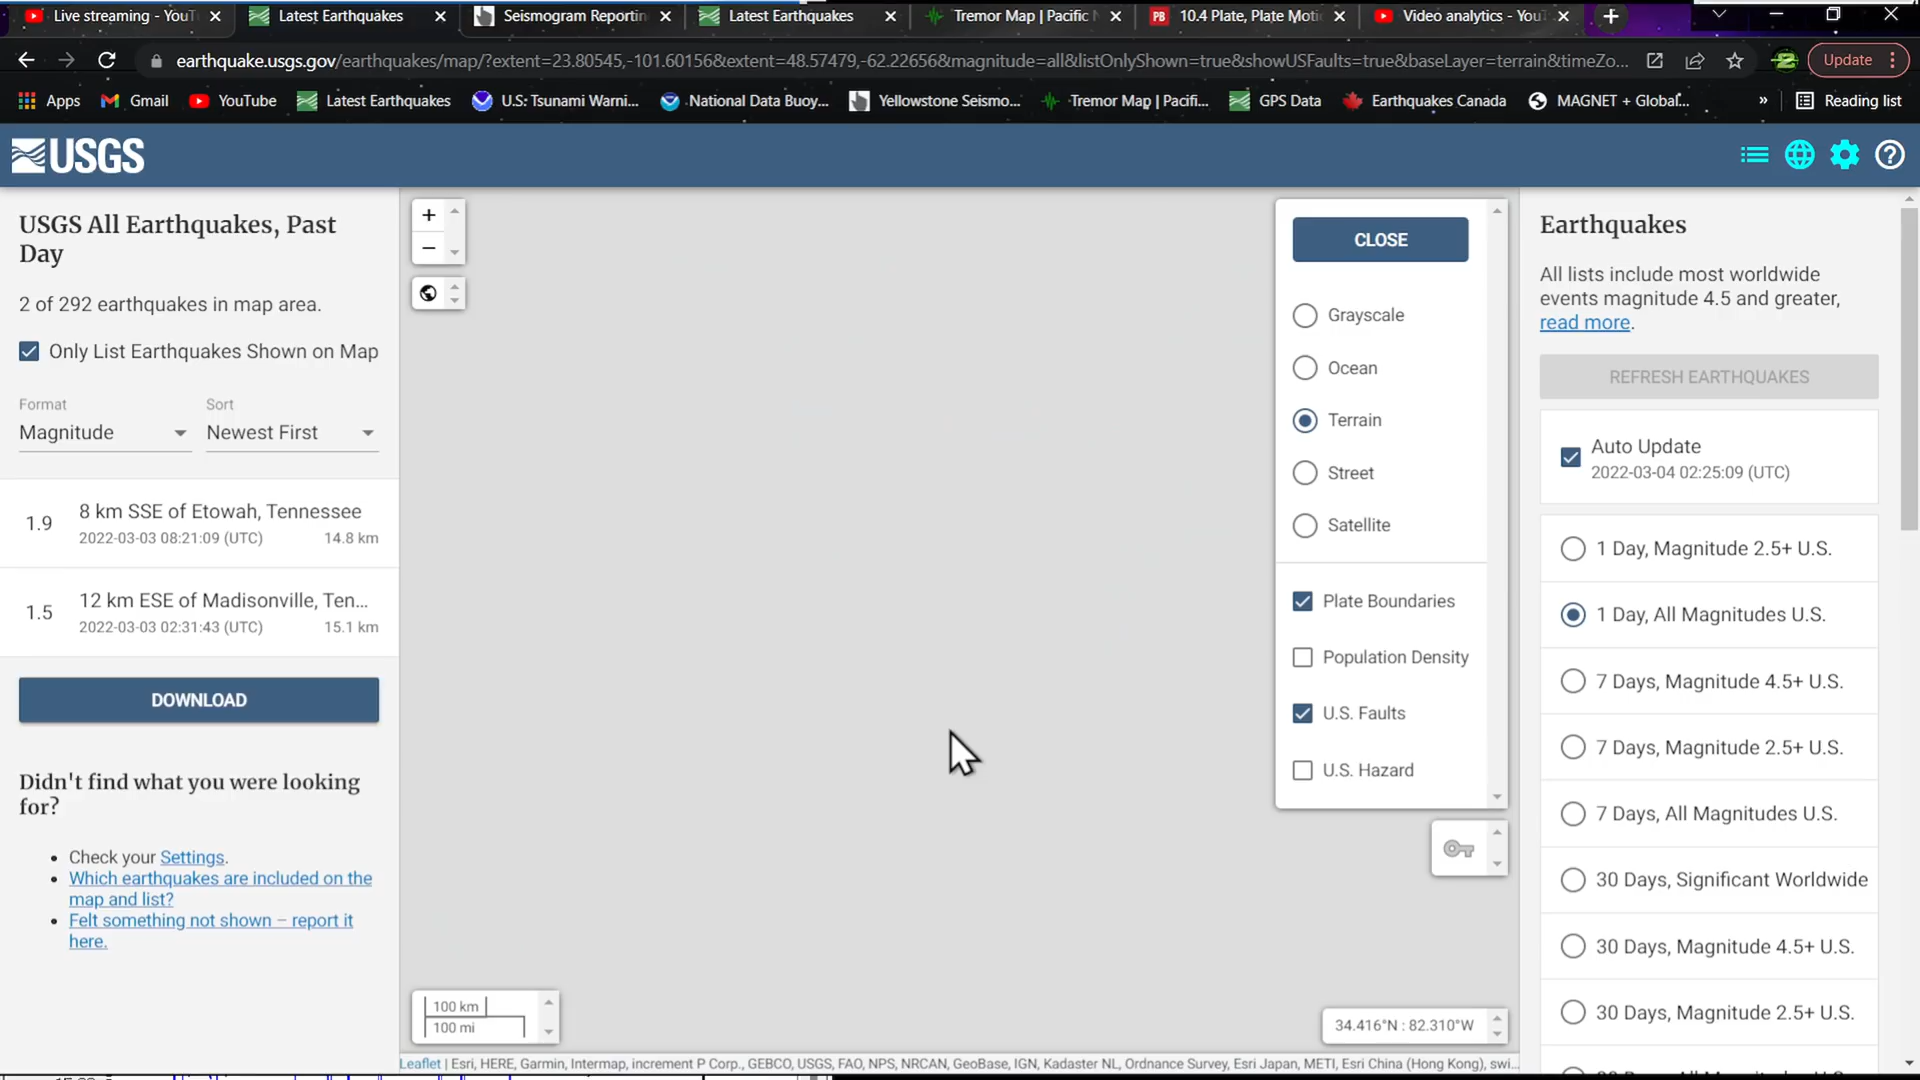 Live streaming - YouT
Latest Earthquakes
Seismogram Reportin
Latest Earthquakes
Tremor Map | Pacific N
10.4 Plate, Plate Moti
Video analytics - You
earthquake.usgs.gov/earthquakes/map/?extent=23.80545,-101.60156&extent=48.57479,-62.22656&magnitude=all&listOnlyShown=true&showUSFaults=true&baseLayer=terrain&timeZo...
Update
Apps
Gmail
YouTube
Latest Earthquakes
U.S: Tsunami Warni...
National Data Buoy...
Yellowstone Seismo...
Tremor Map | Pacifi...
GPS Data
Earthquakes Canada
MAGNET + Global...
»
Reading list
USGS
USGS All Earthquakes, Past
Day
2 of 292 earthquakes in map area.
Only List Earthquakes Shown on Map
Format
Sort
Magnitude
Newest First
1.9
8 km SSE of Etowah, Tennessee
2022-03-03 08:21:09 (UTC)
14.8 km
1.5
12 km ESE of Madisonville, Ten...
2022-03-03 02:31:43 (UTC)
15.1 km
DOWNLOAD
Didn't find what you were looking
for?
Check your Settings.
Which earthquakes are included on the
map and list?
Felt something not shown – report it
here.
+
−
CLOSE
Grayscale
Ocean
Terrain
Street
Satellite
Plate Boundaries
Population Density
U.S. Faults
U.S. Hazard
100 km
100 mi
34.416°N : 82.310°W
Leaflet | Esri, HERE, Garmin, Intermap, increment P Corp., GEBCO, USGS, FAO, NPS, NRCAN, GeoBase, IGN, Kadaster NL, Ordnance Survey, Esri Japan, METI, Esri China (Hong Kong), swi...
Earthquakes
All lists include most worldwide
events magnitude 4.5 and greater,
read more.
REFRESH EARTHQUAKES
Auto Update
2022-03-04 02:25:09 (UTC)
1 Day, Magnitude 2.5+ U.S.
1 Day, All Magnitudes U.S.
7 Days, Magnitude 4.5+ U.S.
7 Days, Magnitude 2.5+ U.S.
7 Days, All Magnitudes U.S.
30 Days, Significant Worldwide
30 Days, Magnitude 4.5+ U.S.
30 Days, Magnitude 2.5+ U.S.